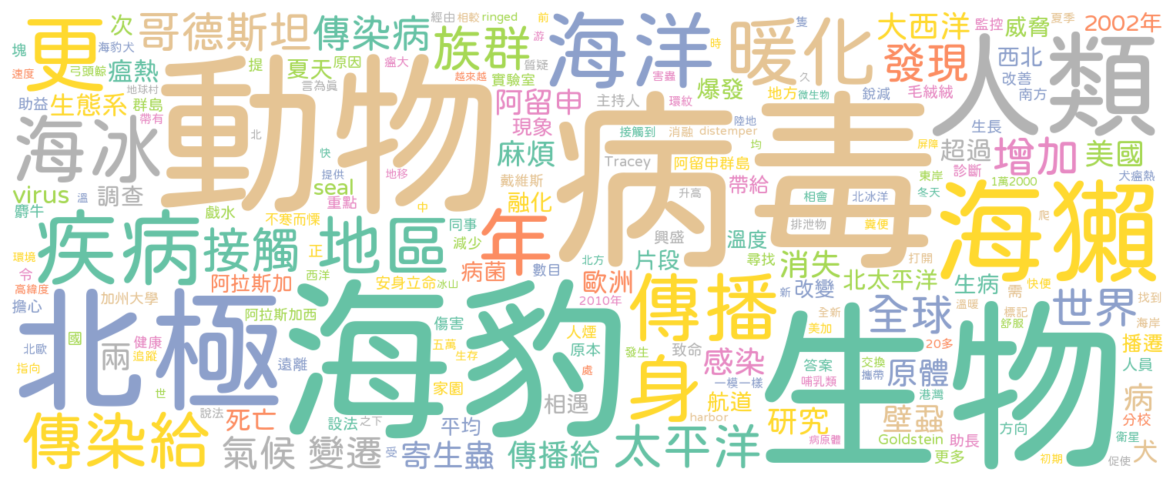 經由 相較 ringed 前 游 時 隻 監控 夏季
更 次 哥德斯坦 傳染病 族群 海洋 暖化 大西洋 威脅 2002年
塊 海豹犬 質疑 久 發現 西北 人類
速度 弓頭鯨 瘟熱 提 夏天 原因 瘟大 越來越 實驗室 害蟲 爆發 地方 銳減 毛絨絨 改善 南方
地球村 言為真 主持人 環紋 微生物
助益 生態系 群島 動物 阿留申 病毒 陸地 生長
海冰 帶有 北 現象 接觸到 消融 distemper 均 屏障 超過 增加 美國
麻煩 Tracey 阿留申群島 診斷 東岸 犬瘟熱
virus 溫 調查 快 提供 地移 seal 戴維斯 帶給 相會 北冰洋 冬天 1萬2000
麝牛 戲水 重點 融化 升高 排泄物 糞便 爬 海獺
疾病 接觸 不寒而慄 地區 中 正 同事 減少 年 興盛 溫度 打開
環境 令 西洋 病菌 數目 北方 片段 尋找 消失 北太平洋 生病 需 快便
高緯度 阿拉斯加 安身立命 冰山 歐洲 2010年 新 改變 溫暖 找到
擔心 加州大學 北極 海豹 傳播 全新 標記 舒服 世界 海岸
國 健康 阿拉斯加西 傷害 五萬 人煙 發生 美加 全球 20多 播遷
北歐 追蹤 兩 遠離 生存 原本 致命 感染 答案 交換 人員
指向 家園 處 身 一模一樣 哺乳類 攜帶 原體 生物
世 說法 死亡 設法 之下 相遇 harbor 航道 港灣 壁蝨 方向 病 分校
傳染給 氣候 變遷 受 平均 研究 Goldstein 助長 衛星 犬
寄生蟲 傳播給 太平洋 病原體 更多 初期 促使